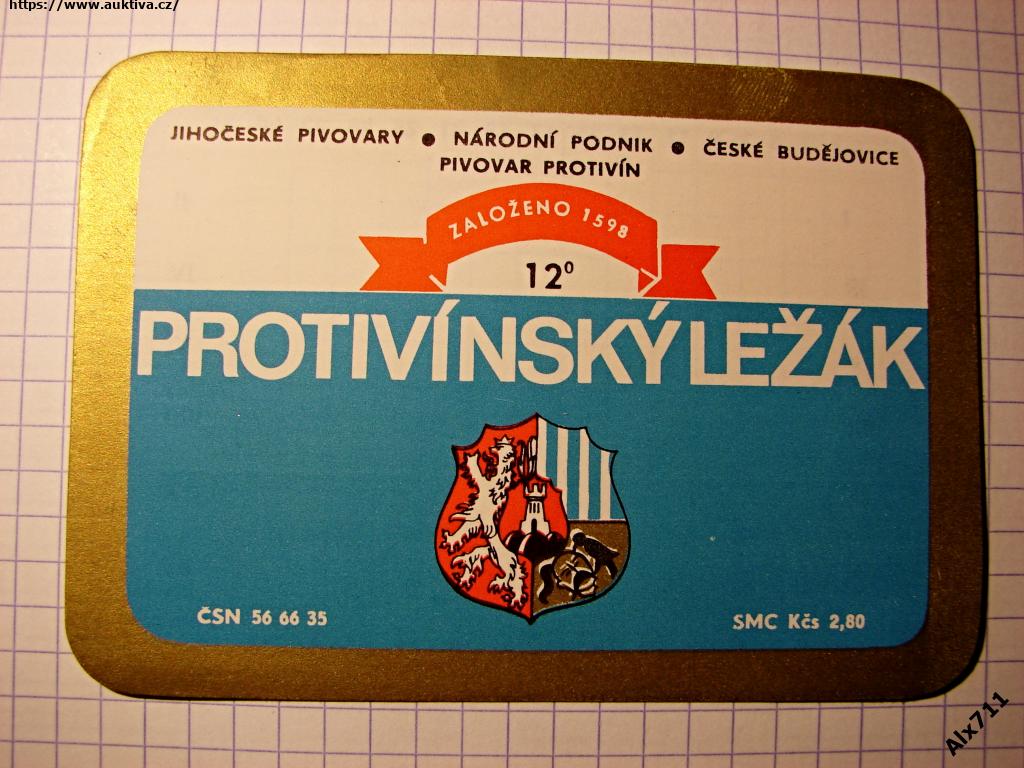 https://www.auktiva.cz/
JIHOČESKÉ PIVOVARY ● NÁRODNÍ PODNIK ● ČESKÉ BUDĚJOVICE
PIVOVAR PROTIVÍN
ZALOŽENO 1598
12⁰
PROTIVÍNSKÝ LEŽÁK
ČSN 56 66 35
SMC Kčs 2,80
Alx711